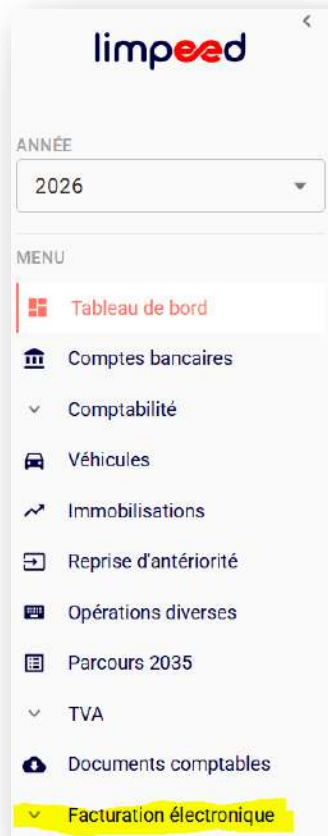 limpeed
ANNÉE
2026
MENU
Tableau de bord
Comptes bancaires
Comptabilité
Véhicules
Immobilisations
Reprise d'antériorité
Opérations diverses
Parcours 2035
TVA
Documents comptables
Facturation électronique